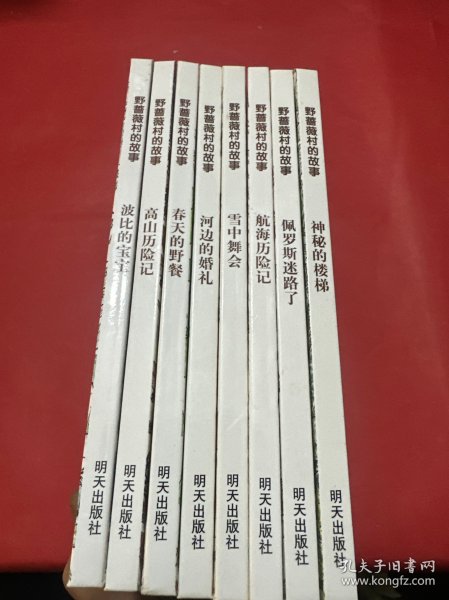 野蔷薇村的故事
波比的宝宝
明天出版社
野蔷薇村的故事
高山历险记
明天出版社
野蔷薇村的故事
春天的野餐
明天出版社
野蔷薇村的故事
河边的婚礼
明天出版社
野蔷薇村的故事
雪中舞会
明天出版社
野蔷薇村的故事
航海历险记
明天出版社
野蔷薇村的故事
佩罗斯迷路了
明天出版社
野蔷薇村的故事
神秘的楼梯
明天出版社
孔夫子旧书网
www.kongfz.com